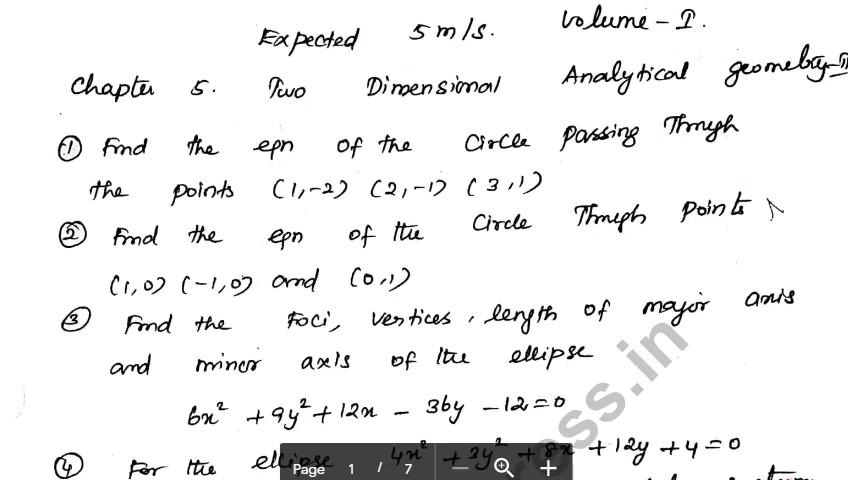 Expected 5m/s. Volume-I.
Chapter 5. Two Dimensional Analytical geometry-II
① Find the eqn of the circle passing through
the points (1,-2) (2,-1) (3,1)
② Find the eqn of the circle through points
(1,0) (-1,0) and (0,1)
③ Find the Foci, vertices, length of major axis
and minor axis of the ellipse
6x² + 9y² + 12x - 36y - 12 = 0
④ For the ellipse 4x² + 3y² + 8x + 12y + 4 = 0
Page 1 / 7
ross.in